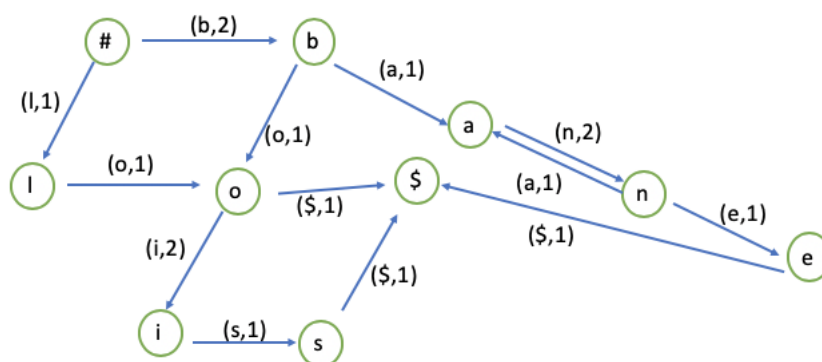 # (b,2) b
(a,1)
(l,1)
a (n,2)
(o,1)
(o,1)
l o ($,1) $ (a,1) n
(e,1)
($,1)
e
(i,2)
($,1)
i (s,1) s